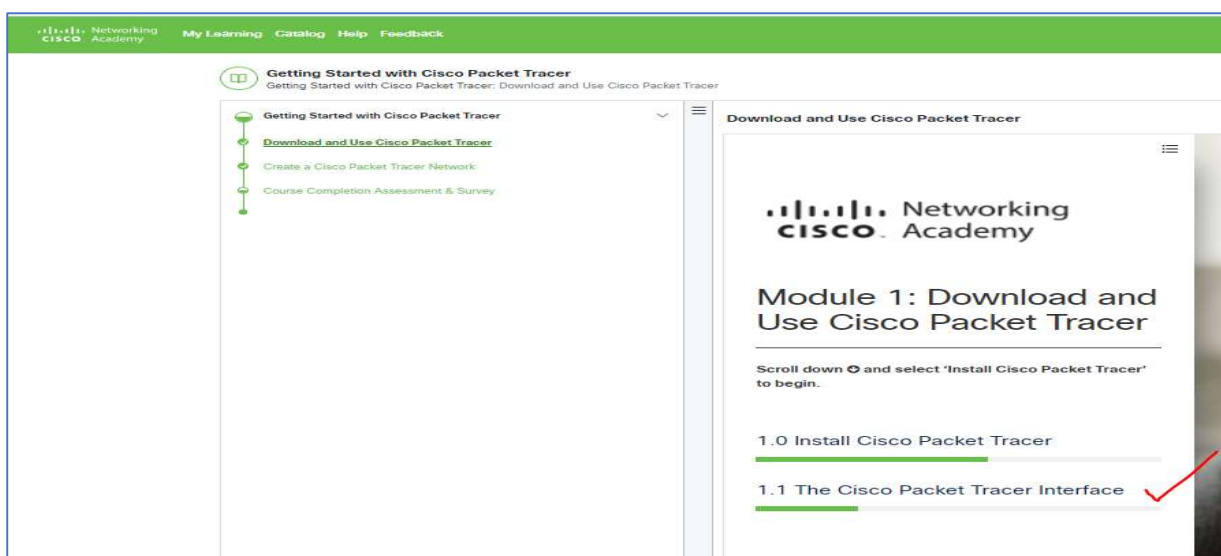 Networking
CISCO Academy
My Learning Catalog Help Feedback
Getting Started with Cisco Packet Tracer
Getting Started with Cisco Packet Tracer: Download and Use Cisco Packet Tracer
Getting Started with Cisco Packet Tracer
Download and Use Cisco Packet Tracer
Create a Cisco Packet Tracer Network
Course Completion Assessment & Survey
Download and Use Cisco Packet Tracer
Networking
CISCO Academy
Module 1: Download and
Use Cisco Packet Tracer
Scroll down and select 'Install Cisco Packet Tracer'
to begin.
1.0 Install Cisco Packet Tracer
1.1 The Cisco Packet Tracer Interface